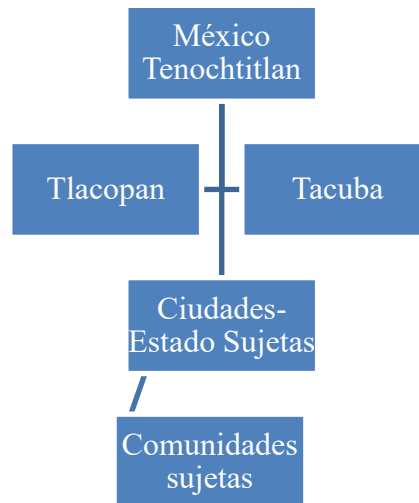 México
Tenochtitlan
Tlacopan
Tacuba
Ciudades-
Estado Sujetas
Comunidades
sujetas